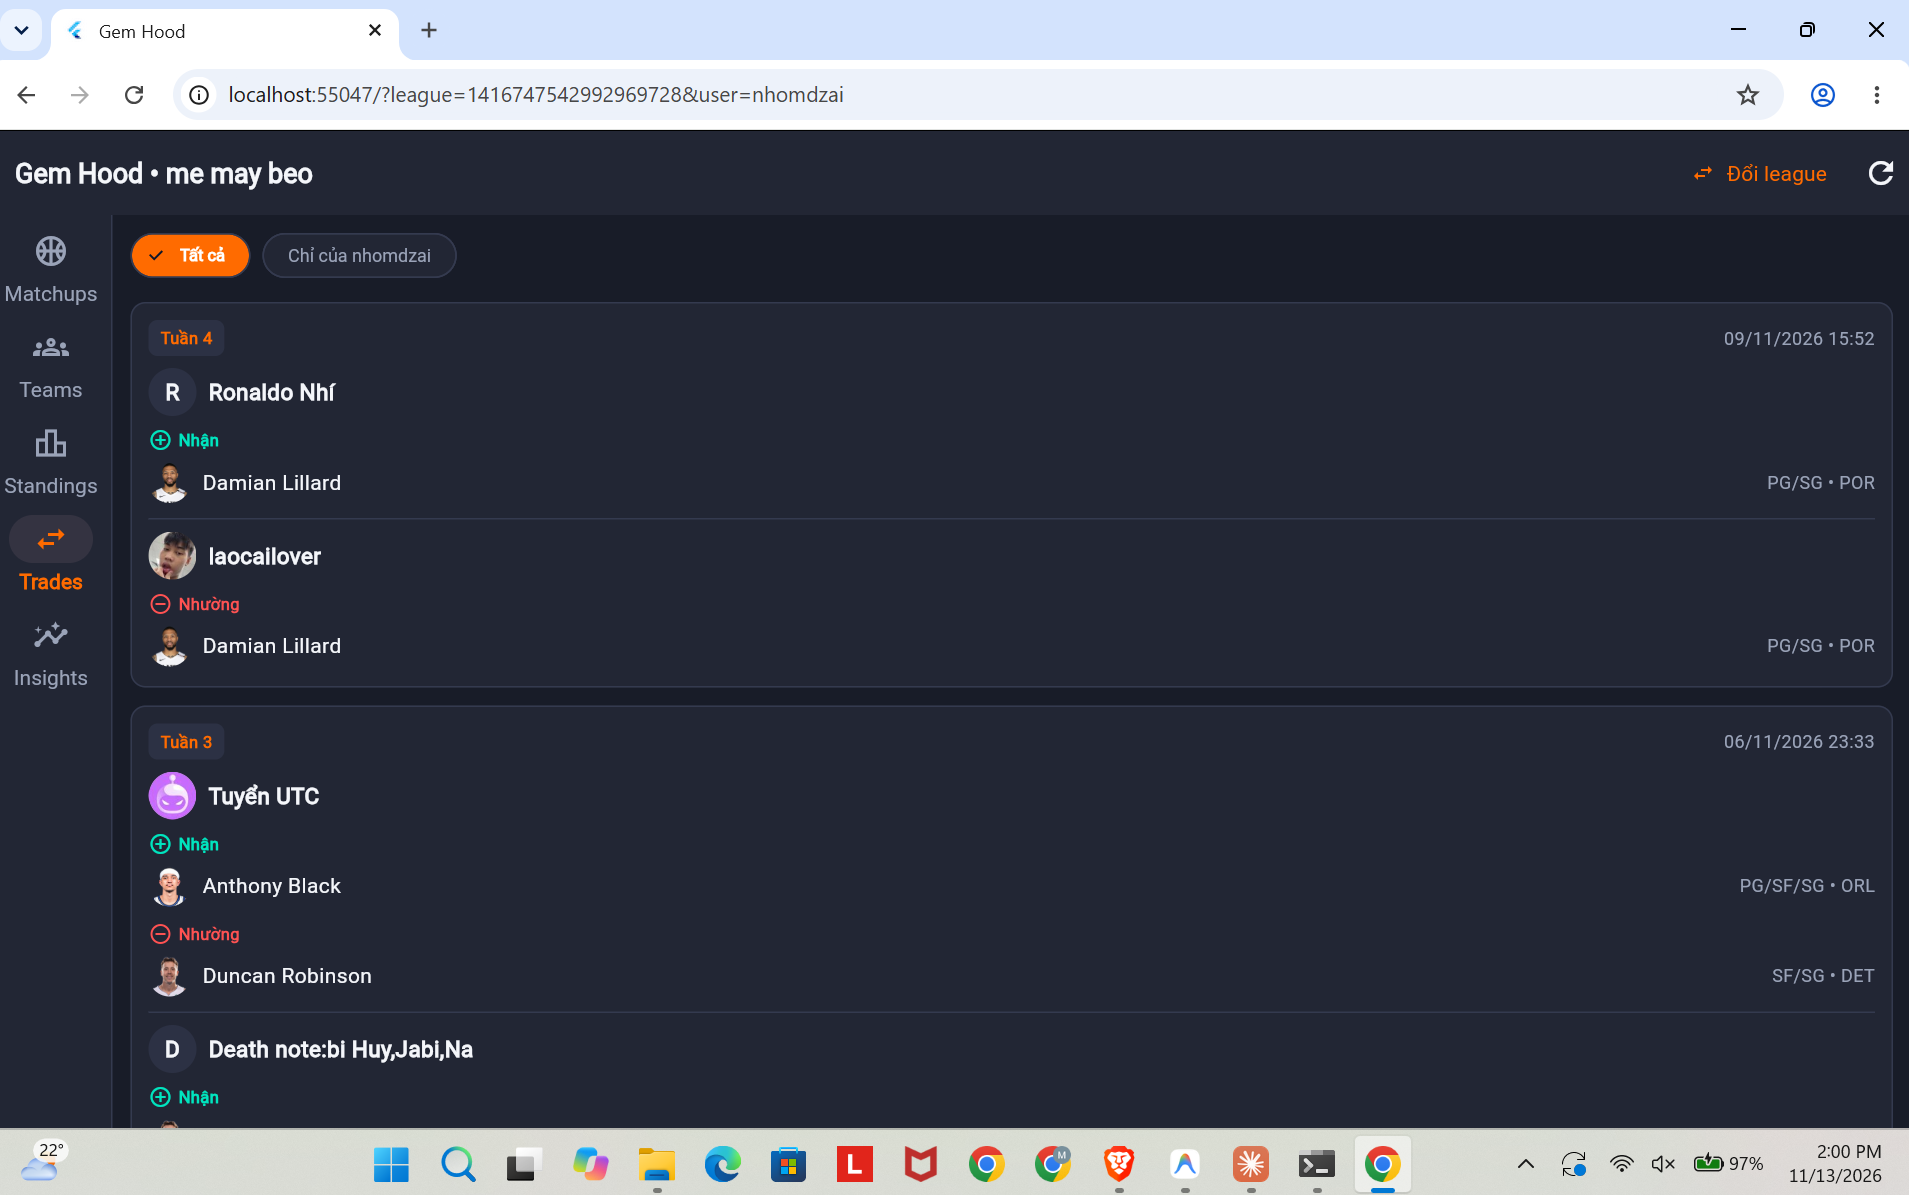 Gem Hood
localhost:55047/?league=1416747542992969728&user=nhomdzai
Gem Hood • me may beo
Đổi league
Matchups
Teams
Standings
Trades
Insights
Tất cả
Chỉ của nhomdzai
Tuần 4
09/11/2026 15:52
R
Ronaldo Nhí
Nhận
Damian Lillard
PG/SG • POR
laocailover
Nhường
Damian Lillard
PG/SG • POR
Tuần 3
06/11/2026 23:33
Tuyển UTC
Nhận
Anthony Black
PG/SF/SG • ORL
Nhường
Duncan Robinson
SF/SG • DET
D
Death note:bi Huy,Jabi,Na
Nhận
22°
L
M
97%
2:00 PM
11/13/2026